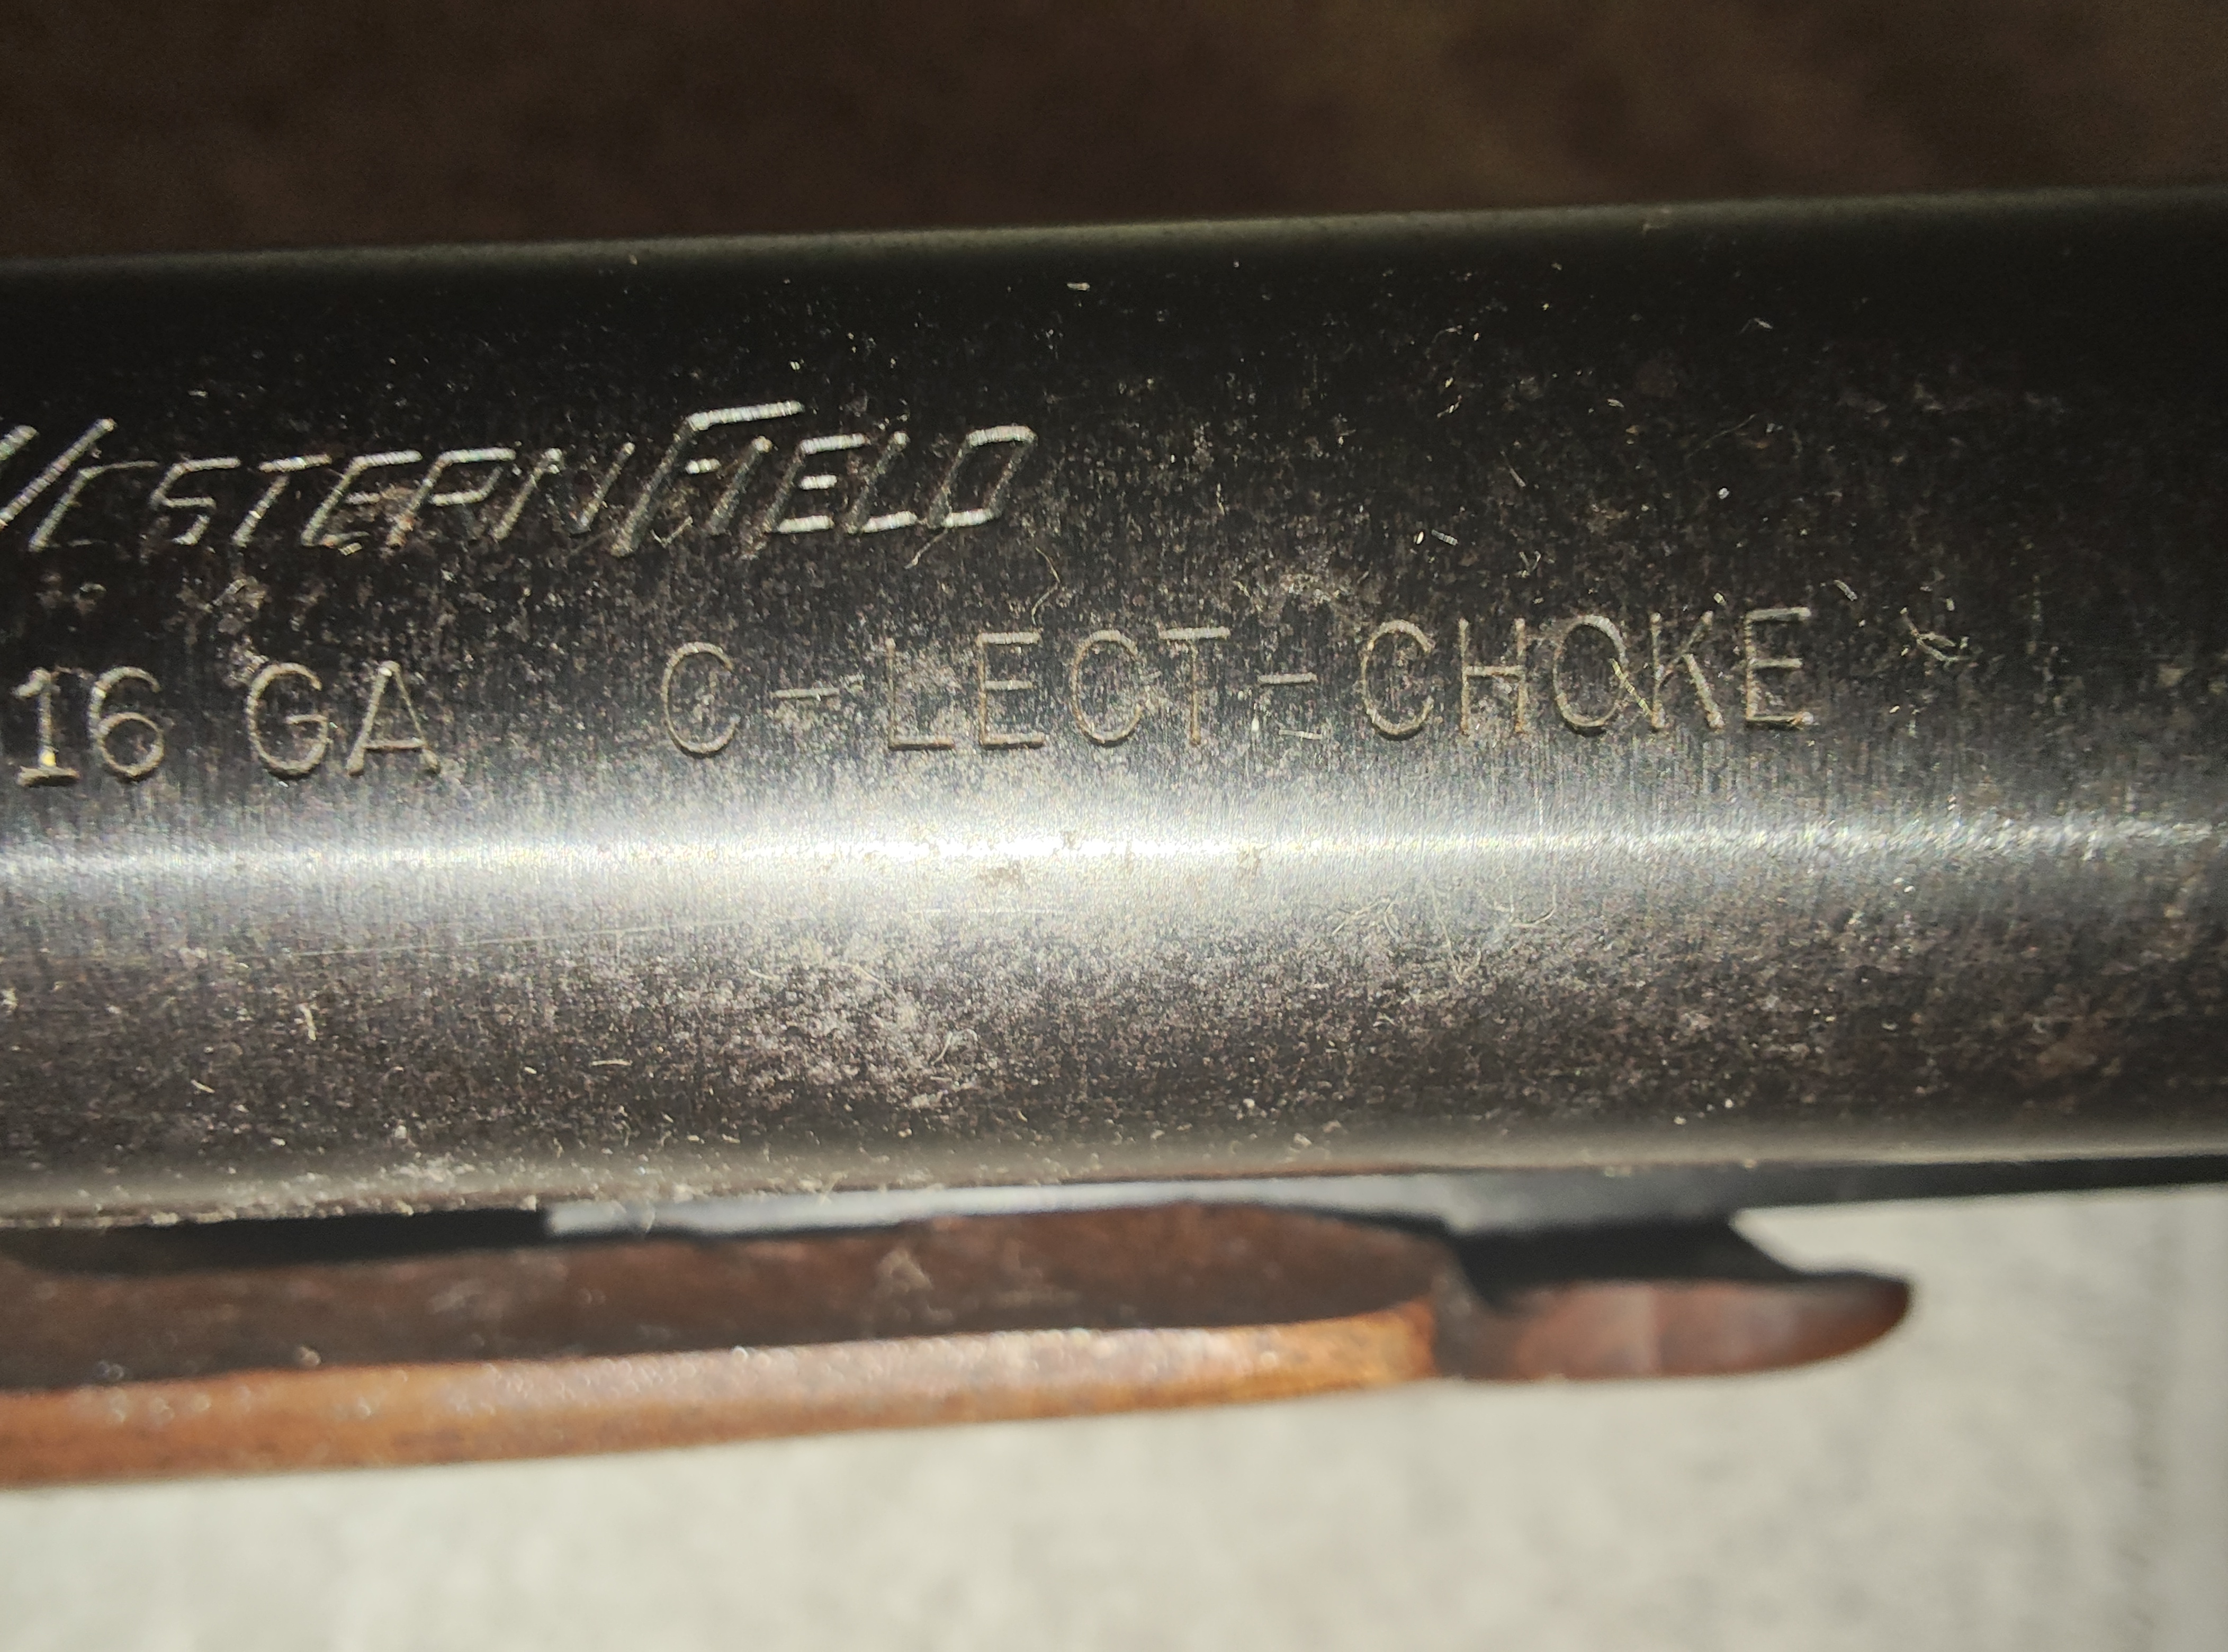 WESTERNFIELD
16 GA C-LECT-CHOKE